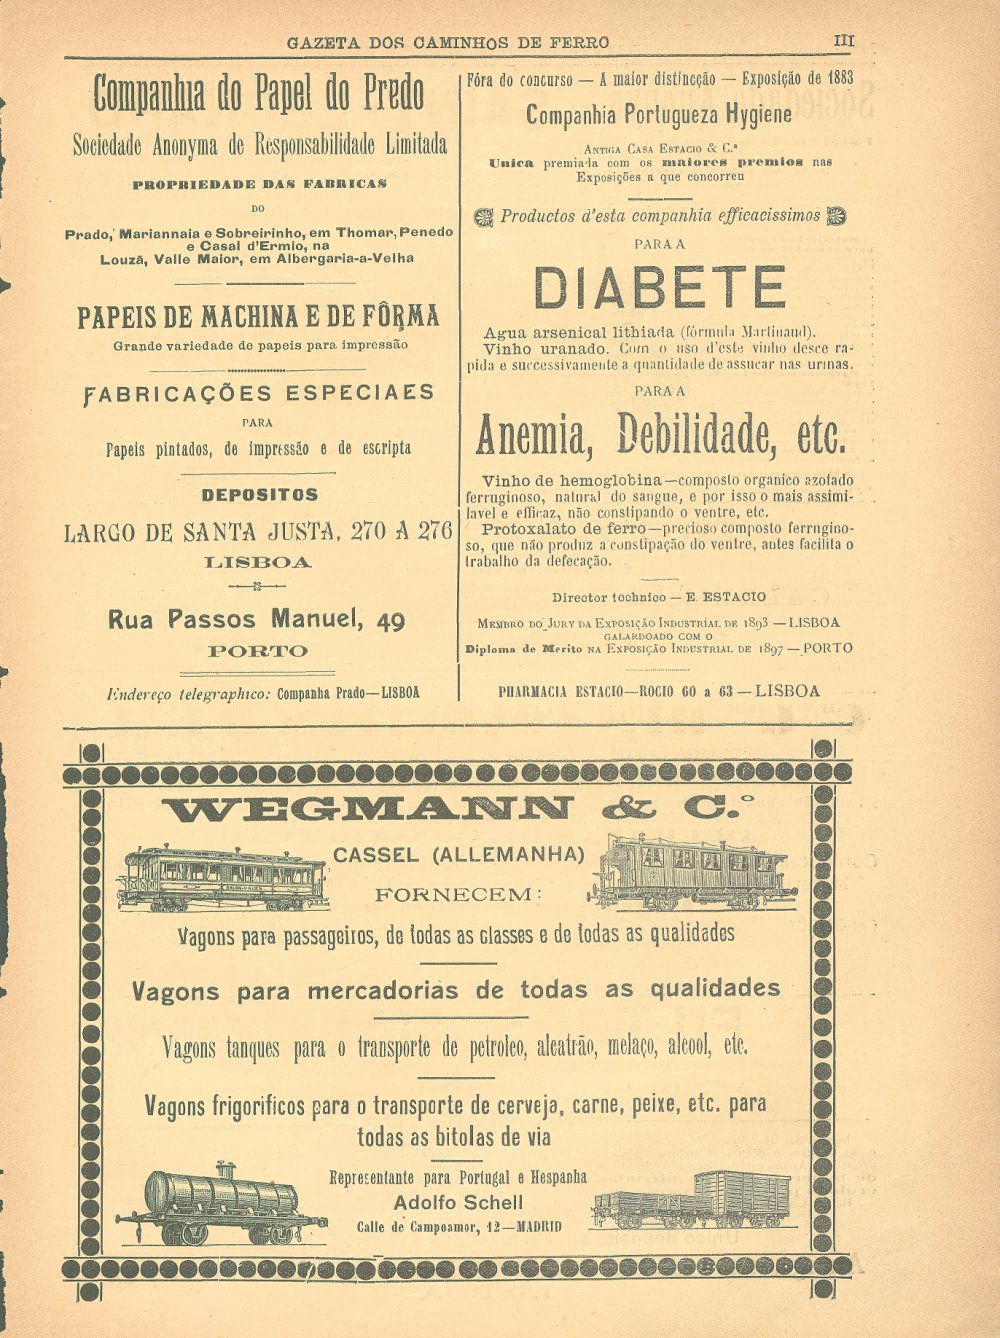 GAZETA DOS CAMINHOS DE FERRO
III
Companhia do Papel do Prado
Sociedade Anonyma de Responsabilidade Limitada
PROPRIEDADE DAS FABRICAS
DO
Prado, Mariannaia e Sobreirinho, em Thomar, Penedo
e Casal d'Ermio, na
Louzã, Valle Maior, em Albergaria-a-Velha
PAPEIS DE MACHINA E DE FÔRMA
Grande variedade de papeis para impressão
FABRICAÇÕES ESPECIAES
PARA
Papeis pintados, de impressão e de escripta
DEPOSITOS
LARGO DE SANTA JUSTA, 270 A 276
LISBOA
Rua Passos Manuel, 49
PORTO
Endereço telegraphico: Companha Prado—LISBOA
Fóra do concurso — A maior distincção — Exposição de 1883
Companhia Portugueza Hygiene
ANTIGA CASA ESTACIO & C.ª
Unica premiada com os maiores premios nas
Exposições a que concorreu
Productos d'esta companhia efficacissimos
PARA A
DIABETE
Agua arsenical lithiada (fórmula Martinaud).
Vinho uranado. Com o uso d'este vinho desce ra-
pida e successivamente a quantidade de assucar nas urinas.
PARA A
Anemia, Debilidade, etc.
Vinho de hemoglobina—composto organico azotado
ferruginoso, natural do sangue, e por isso o mais assimi-
lavel e efficaz, não constipando o ventre, etc.
Protoxalato de ferro—precioso composto ferrugino-
so, que não produz a constipação do ventre, antes facilita o
trabalho da defecação.
Director technico — E. ESTACIO
MEMBRO DO JURY DA EXPOSIÇÃO INDUSTRIAL DE 1893 — LISBOA
GALARDOADO COM O
Diploma de Merito NA EXPOSIÇÃO INDUSTRIAL DE 1897 — PORTO
PHARMACIA ESTACIO—ROCIO 60 a 63 — LISBOA
WEGMANN & C.º
CASSEL (ALLEMANHA)
FORNECEM:
Vagons para passageiros, de todas as classes e de todas as qualidades
Vagons para mercadorias de todas as qualidades
Vagons tanques para o transporte de petroleo, alcatrão, melaço, alcool, etc.
Vagons frigorificos para o transporte de cerveja, carne, peixe, etc. para
todas as bitolas de via
Representante para Portugal e Hespanha
Adolfo Schell
Calle de Campoamor, 12—MADRID